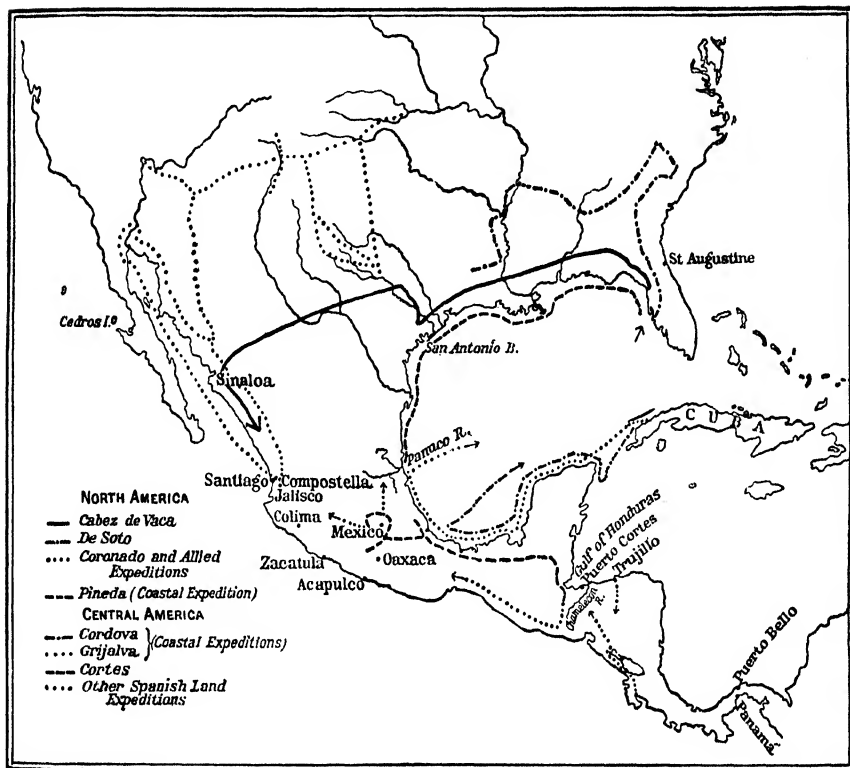 St Augustine
Cedros I.
San Antonio B.
Sinaloa
CUBA
Panuco R.
Santiago
Compostella
Jalisco
Colima
Mexico
Zacatula
Oaxaca
Acapulco
Gulf of Honduras
Puerto Cortes
Trujillo
Chamelecon R.
Puerto Bello
Panamá
R.
NORTH AMERICA
Cabez de Vaca
De Soto
Coronado and Allied
Expeditions
Pineda (Coastal Expedition)
CENTRAL AMERICA
Cordova
Grijalva } (Coastal Expeditions)
Cortes
Other Spanish Land
Expeditions